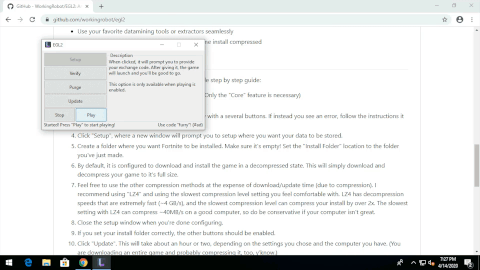 GitHub - WorkingRobot/EGL2: A
github.com/workingrobot/egl2
Use your favorite datamining tools or extractors seamlessly
ne install compressed
EGL2
Setup
Verify
Purge
Update
Stop
Play
Description
When clicked, it will prompt you to provide
your exchange code. After giving it, the game
will launch and you'll be good to go.
This option is only available when playing is
enabled.
Started! Press "Play" to start playing!
Use code "furry"! (#ad)
le step by step guide:
Only the "Core" feature is necessary)
with a several buttons. If instead you see an error, follow the instructions it
4. Click "Setup", where a new window will prompt you to setup where you want your data to be stored.
5. Create a folder where you want Fortnite to be installed. Make sure it's empty! Set the "Install Folder" location to the folder
you've just made.
6. By default, it is configured to download and install the game in a decompressed state. This will simply download and
decompress your game to it's full size.
7. Feel free to use the other compression methods at the expense of download/update time (due to compression). I
recommend using "LZ4" and using the slowest compression level setting you feel comfortable with. LZ4 has decompression
speeds that are extremely fast (~4 GB/s), and the slowest compression level can compress your install by over 2x. The slowest
setting with LZ4 can compress ~40MB/s on a good computer, so do be conservative if your computer isn't great.
8. Close the setup window when you're done configuring.
9. If you set your install folder correctly, the other buttons should be enabled.
10. Click "Update". This will take about an hour or two, depending on the settings you chose and the computer you have. (You
are downloading an entire game and probably compressing it, too, y'know.)
7:27 PM
4/14/2020